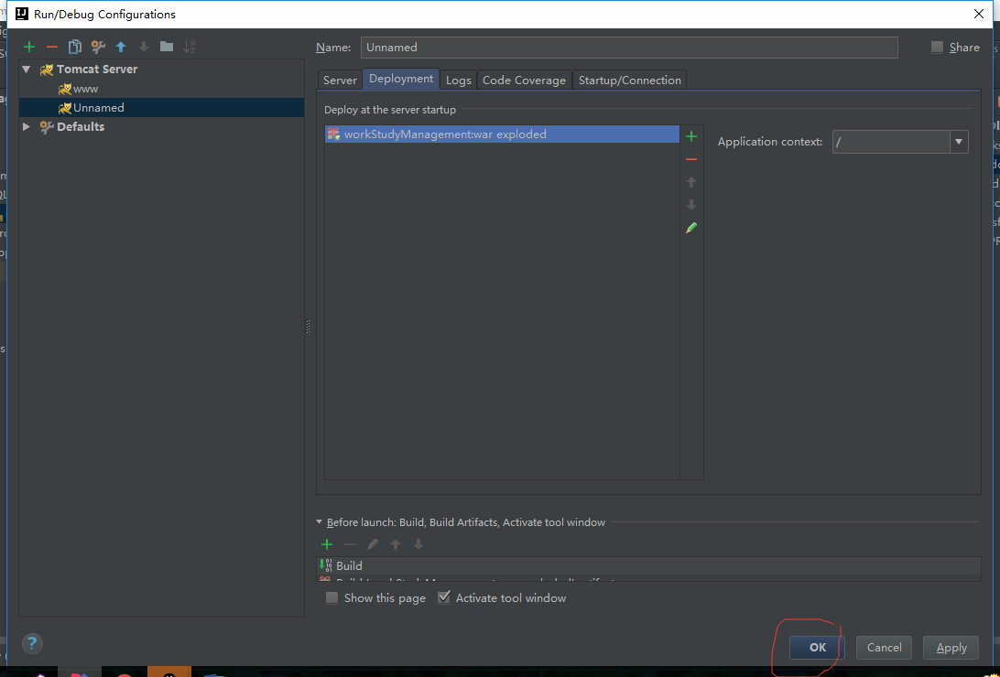 Run/Debug Configurations
Name: Unnamed Share
Tomcat Server
www
Unnamed
Defaults
Server Deployment Logs Code Coverage Startup/Connection
Deploy at the server startup
workStudyManagement:war exploded
Application context: /
Before launch: Build, Build Artifacts, Activate tool window
Build
Show this page Activate tool window
? OK Cancel Apply